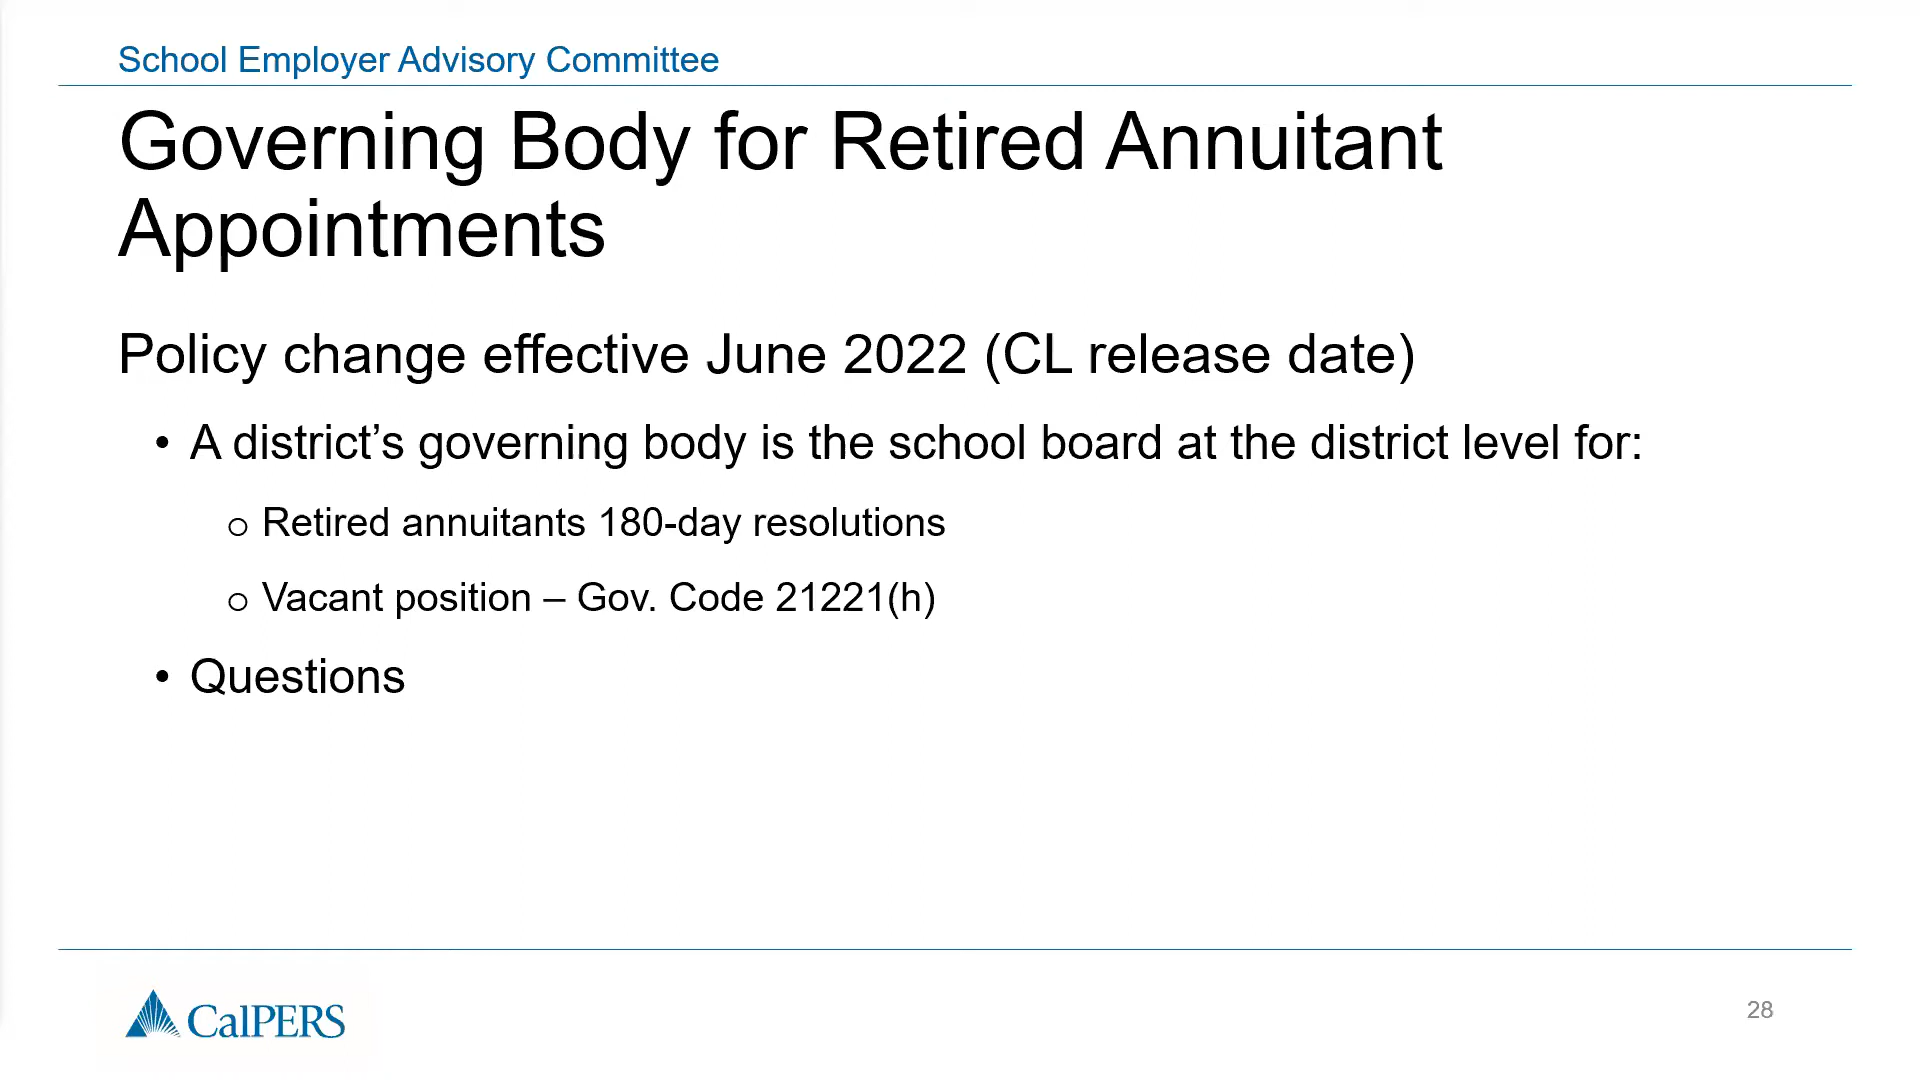 School Employer Advisory Committee
Governing Body for Retired Annuitant
Appointments
Policy change effective June 2022 (CL release date)
• A district’s governing body is the school board at the district level for:
o Retired annuitants 180-day resolutions
o Vacant position – Gov. Code 21221(h)
• Questions
CalPERS
28